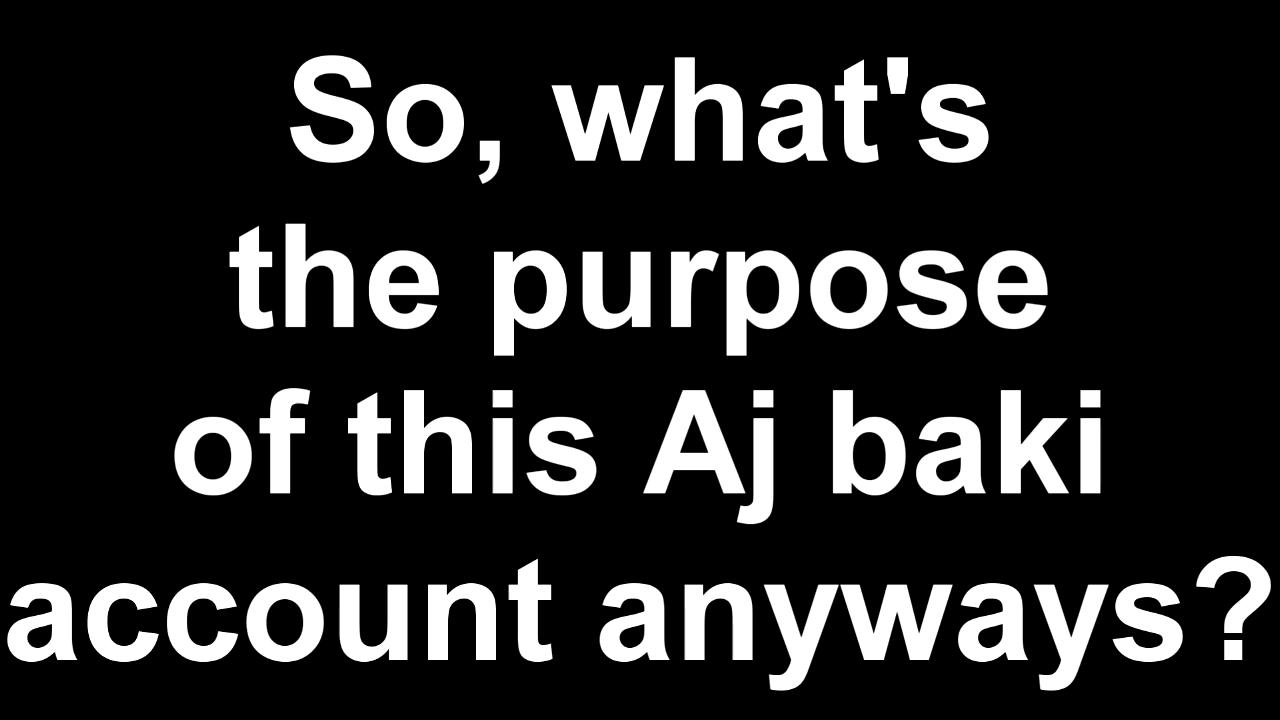 So, what's
the purpose
of this Aj baki
account anyways?